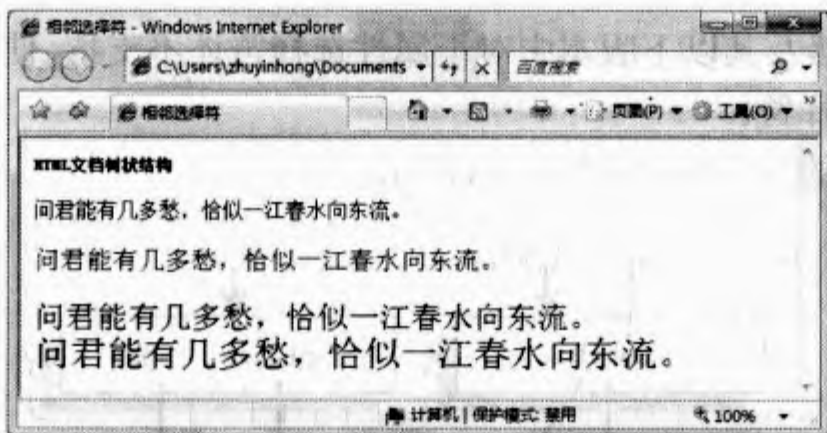 相邻选择符 - Windows Internet Explorer
C:\Users\zhuyinhong\Documents 百度搜索
相邻选择符 页面(P) 工具(O)
HTML文档树状结构
问君能有几多愁，恰似一江春水向东流。
问君能有几多愁，恰似一江春水向东流。
问君能有几多愁，恰似一江春水向东流。
问君能有几多愁，恰似一江春水向东流。
计算机 | 保护模式: 禁用 100%